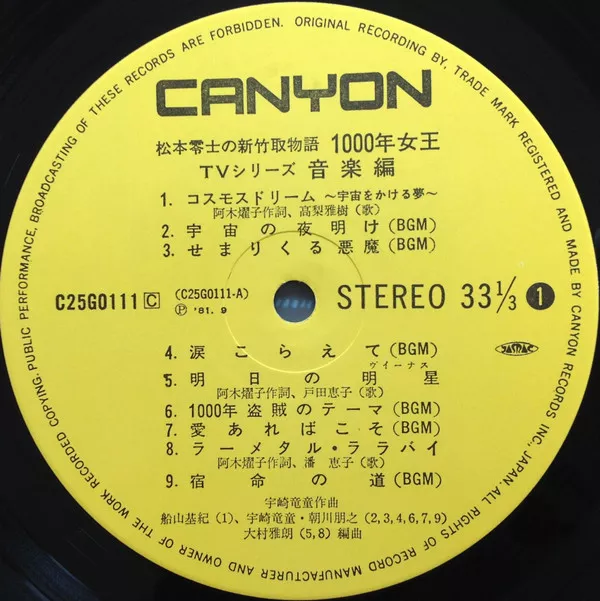 CANYON
松本零士の新竹取物語 1000年女王
TVシリーズ 音楽編
1. コスモスドリーム 〜宇宙をかける夢〜
阿木燿子作詞、高梨雅樹(歌)
2. 宇宙の夜明け(BGM)
3. せまりくる悪魔(BGM)
C25G0111 C (C25G0111-A) STEREO 33 1/3 1
Ⓟ '81. 9
4. 涙こらえて(BGM)
JASRAC
ヴイーナス
5. 明日の明星
阿木燿子作詞、戸田恵子(歌)
6. 1000年盗賊のテーマ(BGM)
7. 愛あればこそ(BGM)
8. ラーメタル・ララバイ
阿木燿子作詞、潘 恵子(歌)
9. 宿命の道(BGM)
宇崎竜童作曲
船山基紀(1)、宇崎竜童・朝川朋之(2,3,4,6,7,9)
大村雅朗(5,8)編曲
ORIGINAL RECORDING BY, TRADE MARK REGISTERED AND MADE BY CANYON RECORDS INC., JAPAN. ALL RIGHTS OF RECORD MANUFACTURER AND OWNER OF THE WORK RECORDED COPYING. PUBLIC PERFORMANCE, BROADCASTING OF THESE RECORDS ARE FORBIDDEN.